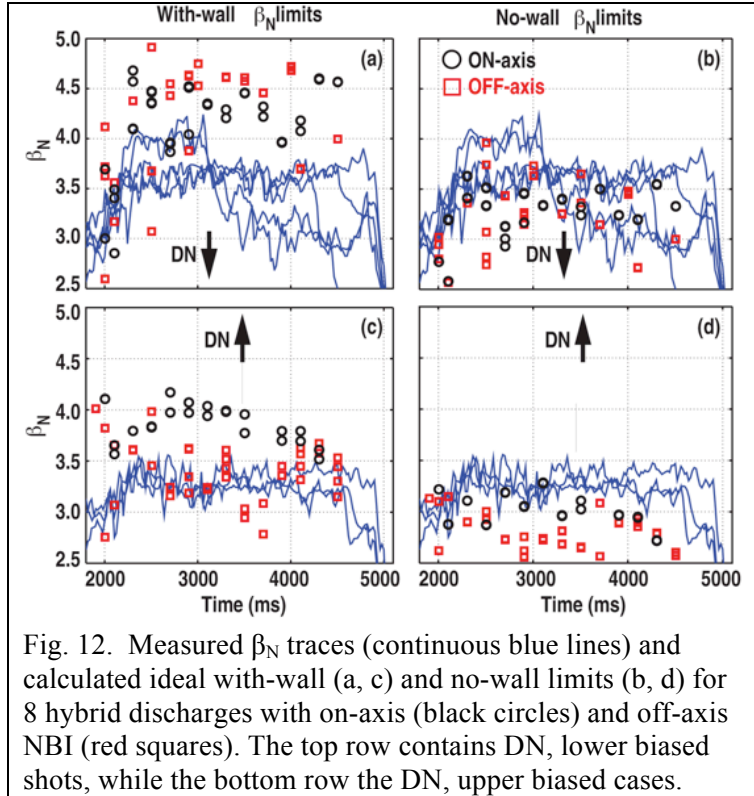 With-wall βN limits
No-wall βN limits
5.0
4.5
4.0
3.5
3.0
2.5
βN
(a)
DN
(b)
ON-axis
OFF-axis
DN
5.0
4.5
4.0
3.5
3.0
2.5
βN
(c)
DN
(d)
DN
2000 3000 4000 5000
2000 3000 4000 5000
Time (ms)
Time (ms)
Fig. 12. Measured βN traces (continuous blue lines) and
calculated ideal with-wall (a, c) and no-wall limits (b, d) for
8 hybrid discharges with on-axis (black circles) and off-axis
NBI (red squares). The top row contains DN, lower biased
shots, while the bottom row the DN, upper biased cases.